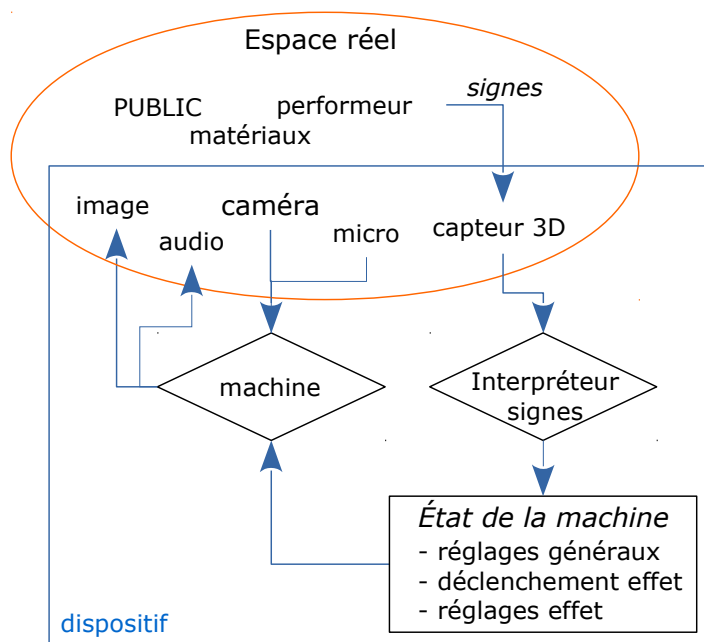 Espace réel
signes
PUBLIC
performeur
matériaux
image
caméra
audio
micro
capteur 3D
machine
Interpréteur
signes
État de la machine
- réglages généraux
- déclenchement effet
- réglages effet
dispositif